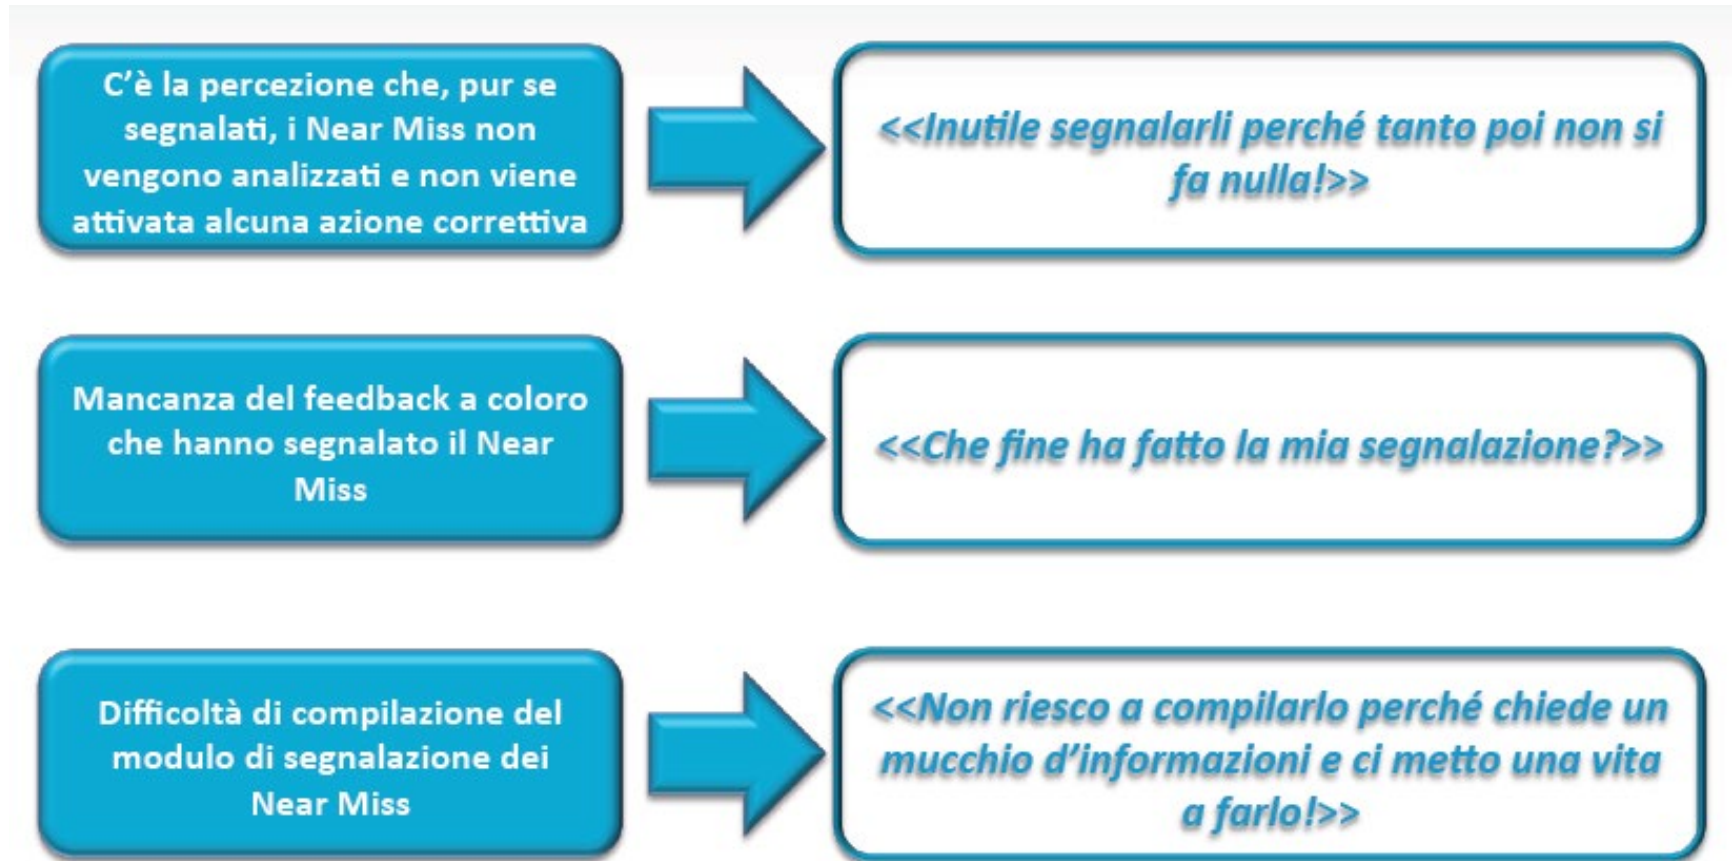 C'è la percezione che, pur se
segnalati, i Near Miss non
vengono analizzati e non viene
attivata alcuna azione correttiva
<<Inutile segnalarli perché tanto poi non si
fa nulla!>>
Mancanza del feedback a coloro
che hanno segnalato il Near
Miss
<<Che fine ha fatto la mia segnalazione?>>
Difficoltà di compilazione del
modulo di segnalazione dei
Near Miss
<<Non riesco a compilarlo perché chiede un
mucchio d'informazioni e ci metto una vita
a farlo!>>